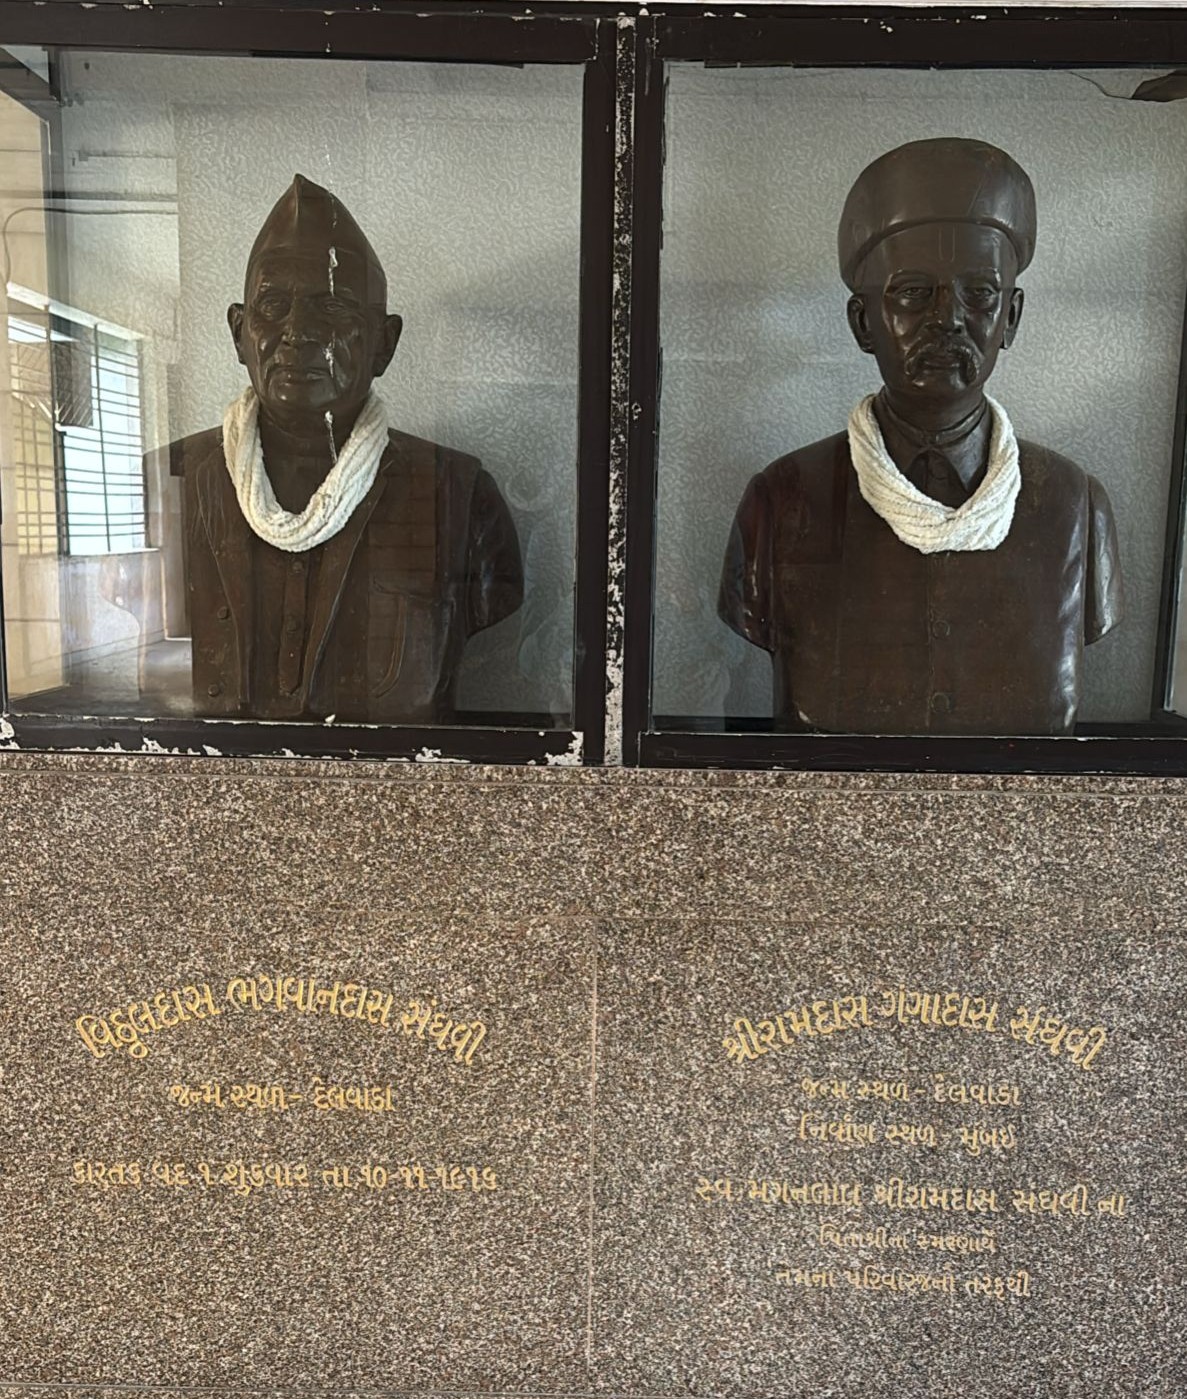 વિઠ્ઠલદાસ ભગવાનદાસ સંઘવી
જન્મ સ્થળ - દેલવાડા
કારતક વદ ૧ શુક્રવાર તા ૧૦-૧૧-૧૯૧૬
શ્રીરામદાસ ગંગાદાસ સંઘવી
જન્મ સ્થળ - દેલવાડા
નિર્વાણ સ્થળ - મુંબઈ
સ્વ. મગનલાલ શ્રીરામદાસ સંઘવી ના
પિતાશ્રીના સ્મરણાર્થે
તેમના પરિવારજનો તરફથી